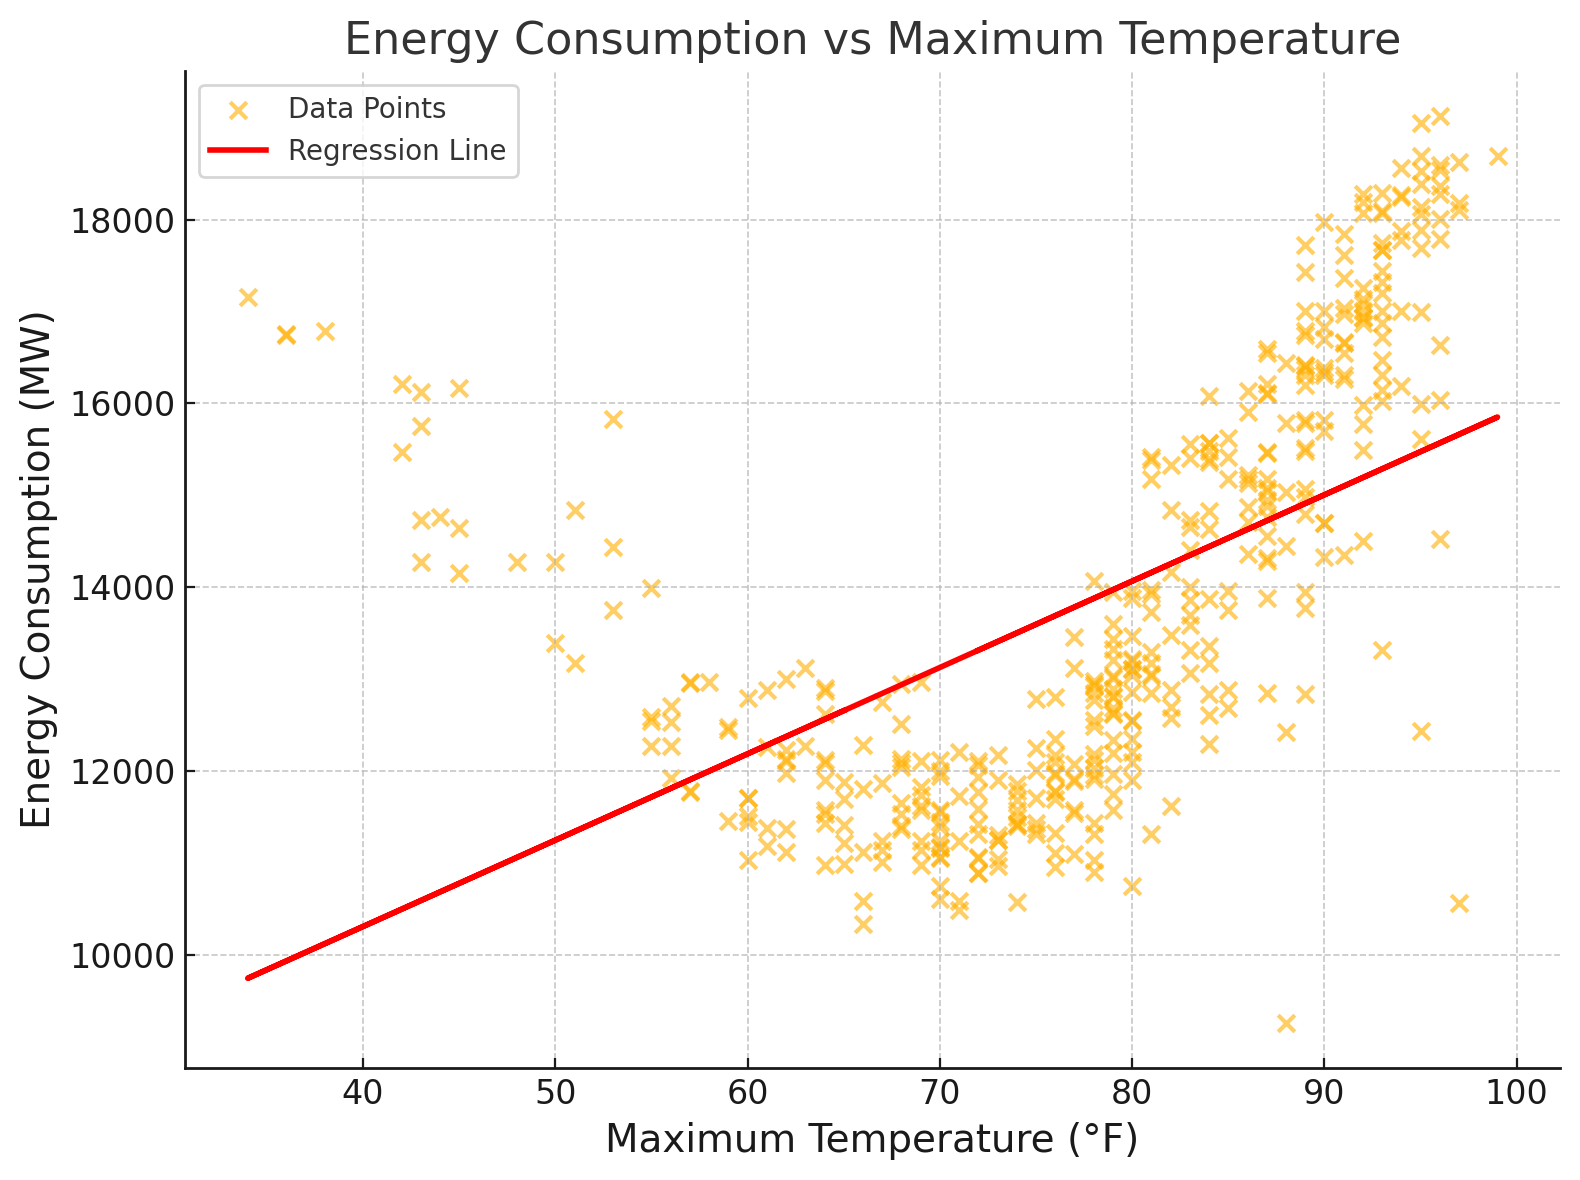 Energy Consumption vs Maximum Temperature
Data Points
Regression Line
Energy Consumption (MW)
18000
16000
14000
12000
10000
40 50 60 70 80 90 100
Maximum Temperature (°F)